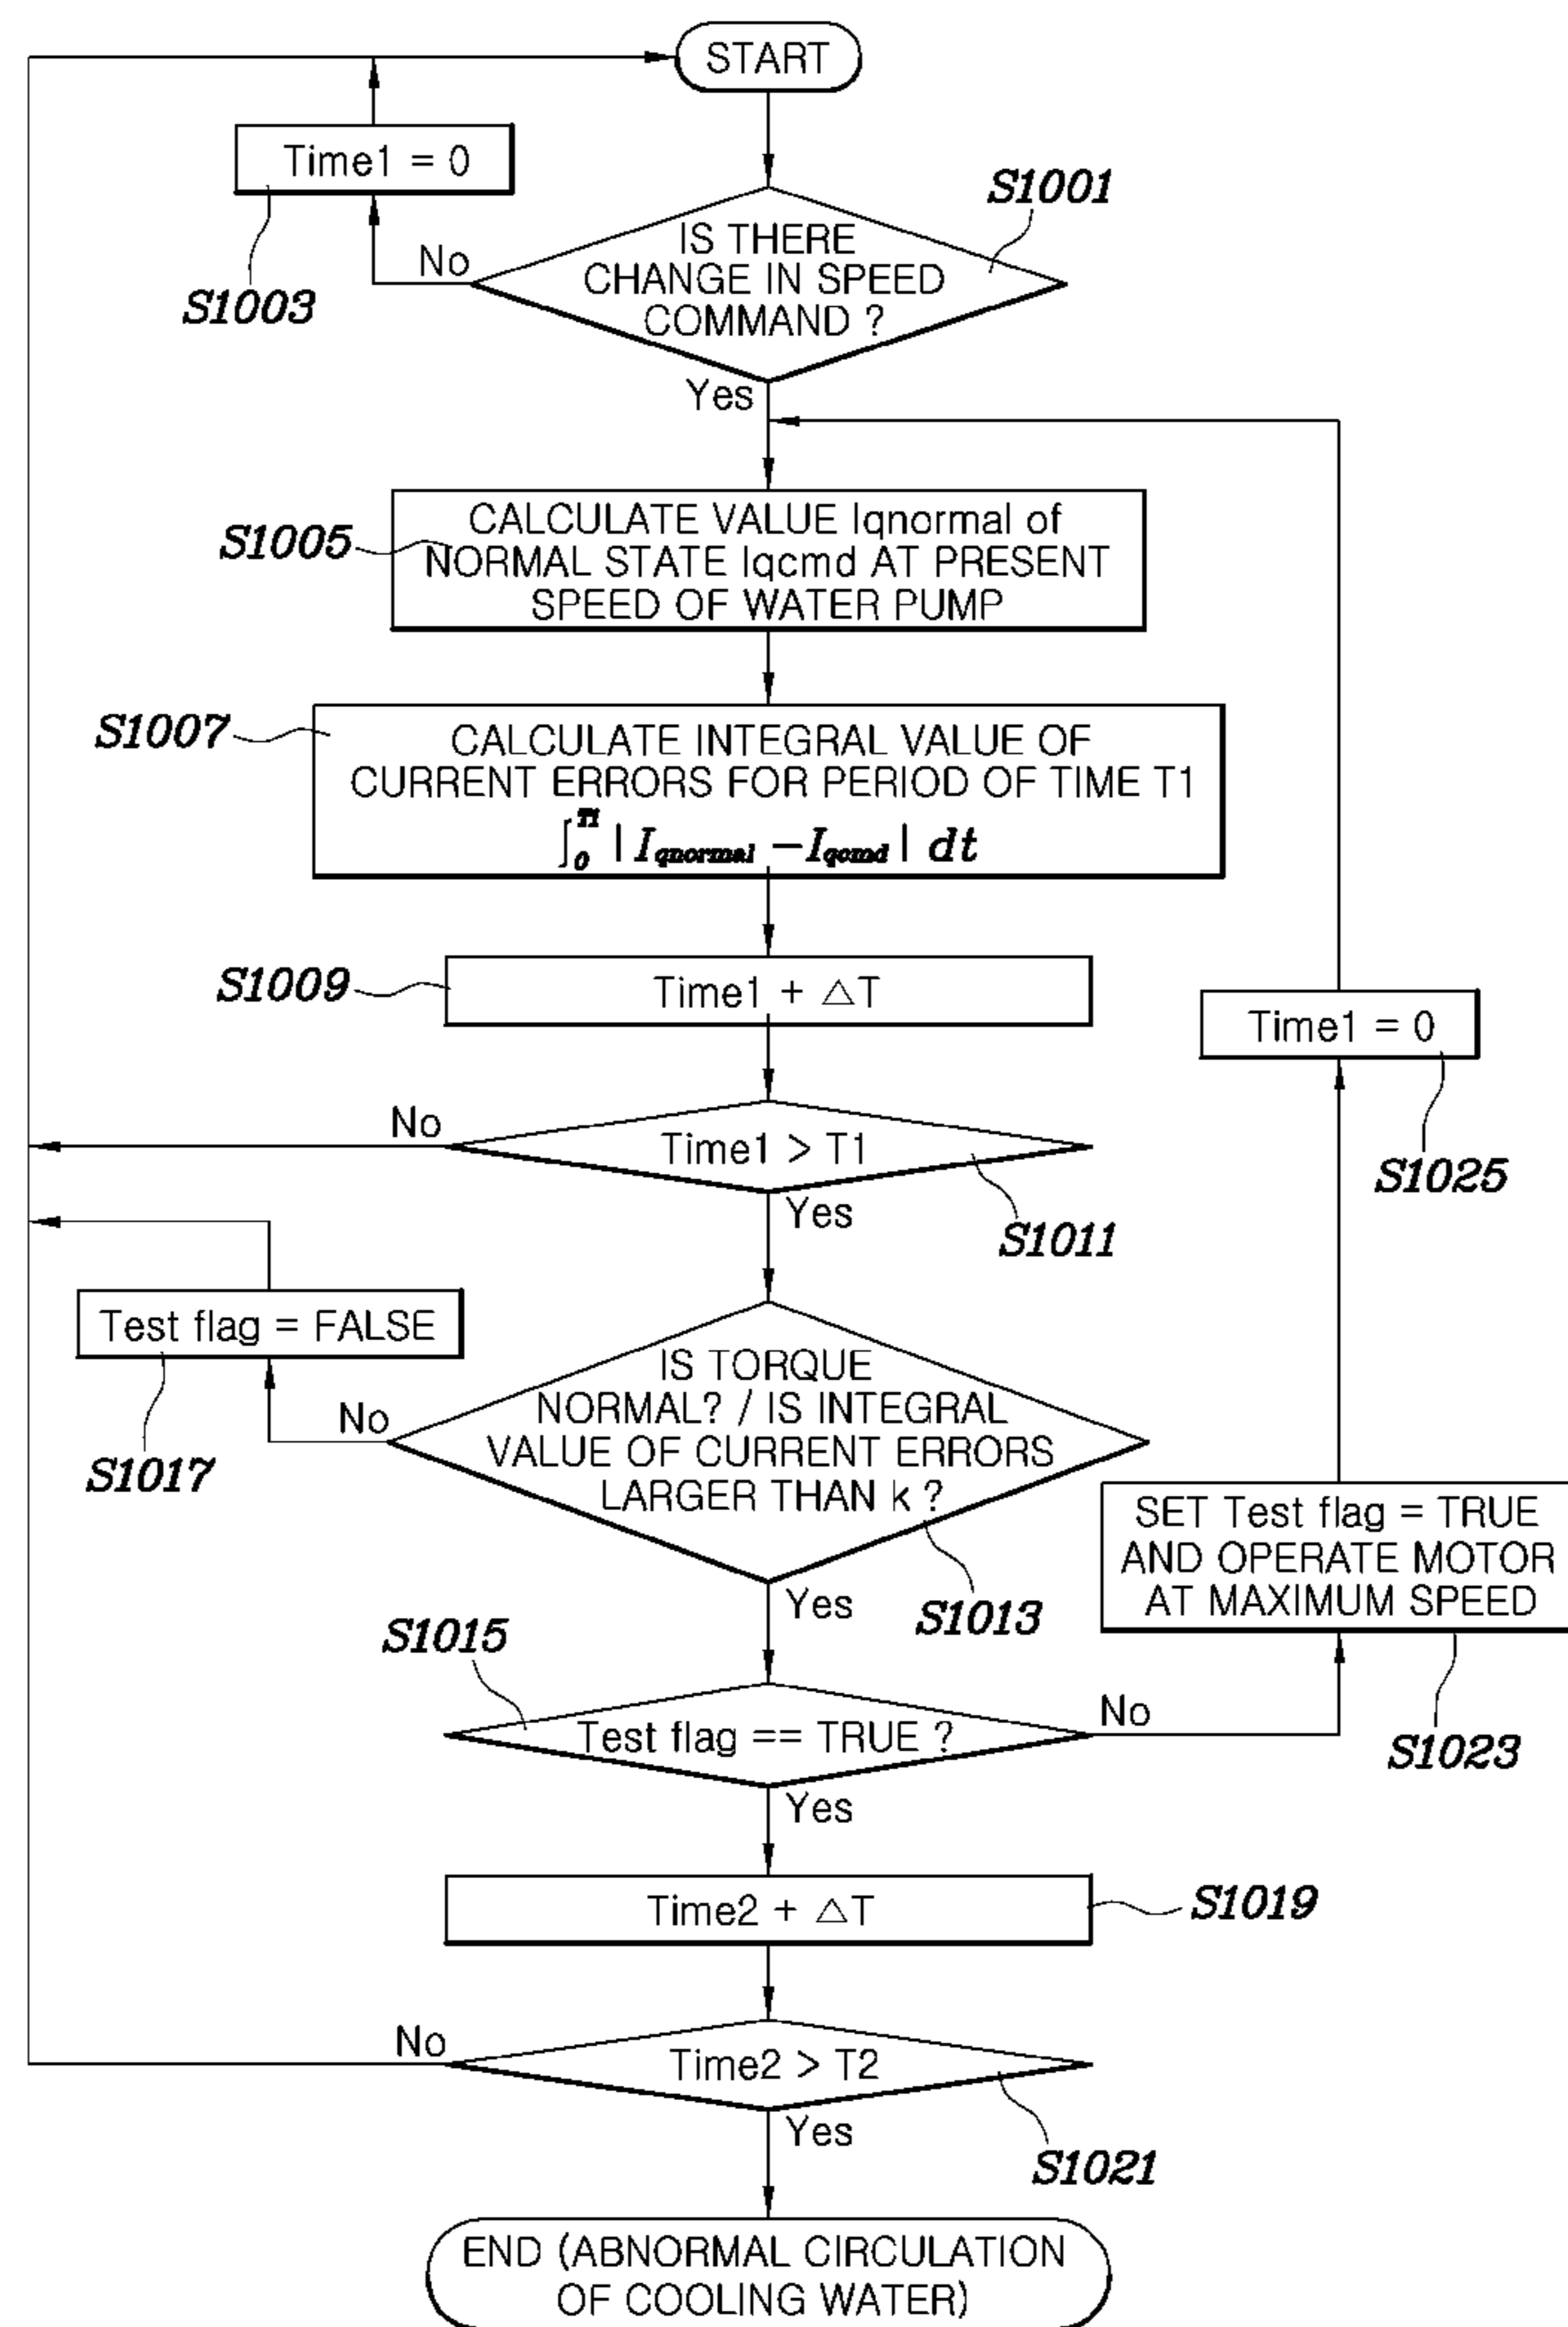 START
Time1 = 0
S1003
S1001
IS THERE
CHANGE IN SPEED
COMMAND ?
No
Yes
S1005
CALCULATE VALUE Iqnormal of
NORMAL STATE Iqcmd AT PRESENT
SPEED OF WATER PUMP
S1007
CALCULATE INTEGRAL VALUE OF
CURRENT ERRORS FOR PERIOD OF TIME T1
∫₀ᵀ¹ | Iqnormal − Iqcmd | dt
S1009
Time1 + △T
Time1 = 0
S1025
No
Time1 > T1
Yes
S1011
Test flag = FALSE
S1017
No
IS TORQUE
NORMAL? / IS INTEGRAL
VALUE OF CURRENT ERRORS
LARGER THAN k ?
Yes
S1013
SET Test flag = TRUE
AND OPERATE MOTOR
AT MAXIMUM SPEED
S1023
S1015
Test flag == TRUE ?
No
Yes
Time2 + △T
S1019
No
Time2 > T2
Yes
S1021
END (ABNORMAL CIRCULATION
OF COOLING WATER)